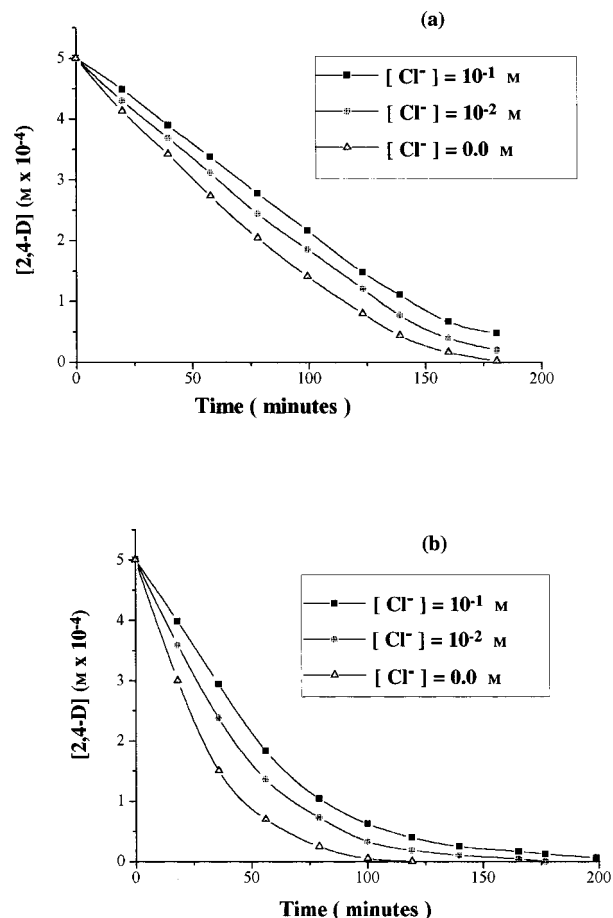 (a)
[ Cl⁻ ] = 10⁻¹ M
[ Cl⁻ ] = 10⁻² M
[ Cl⁻ ] = 0.0 M
[2,4-D] (M x 10⁻⁴)
5
4
3
2
1
0
0 50 100 150 200
Time ( minutes )
(b)
[ Cl⁻ ] = 10⁻¹ M
[ Cl⁻ ] = 10⁻² M
[ Cl⁻ ] = 0.0 M
[2,4-D] (M x 10⁻⁴)
5
4
3
2
1
0
0 50 100 150 200
Time ( minutes )